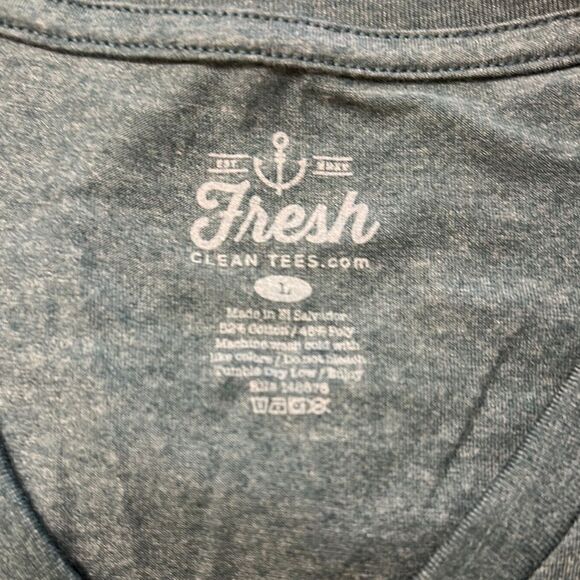 EST.
Fresh
CLEAN TEES.com
L
Made in El Salvador
52% Cotton / 48% Poly
Machine wash cold with
like colors / Do not bleach
Tumble Dry Low / Enjoy